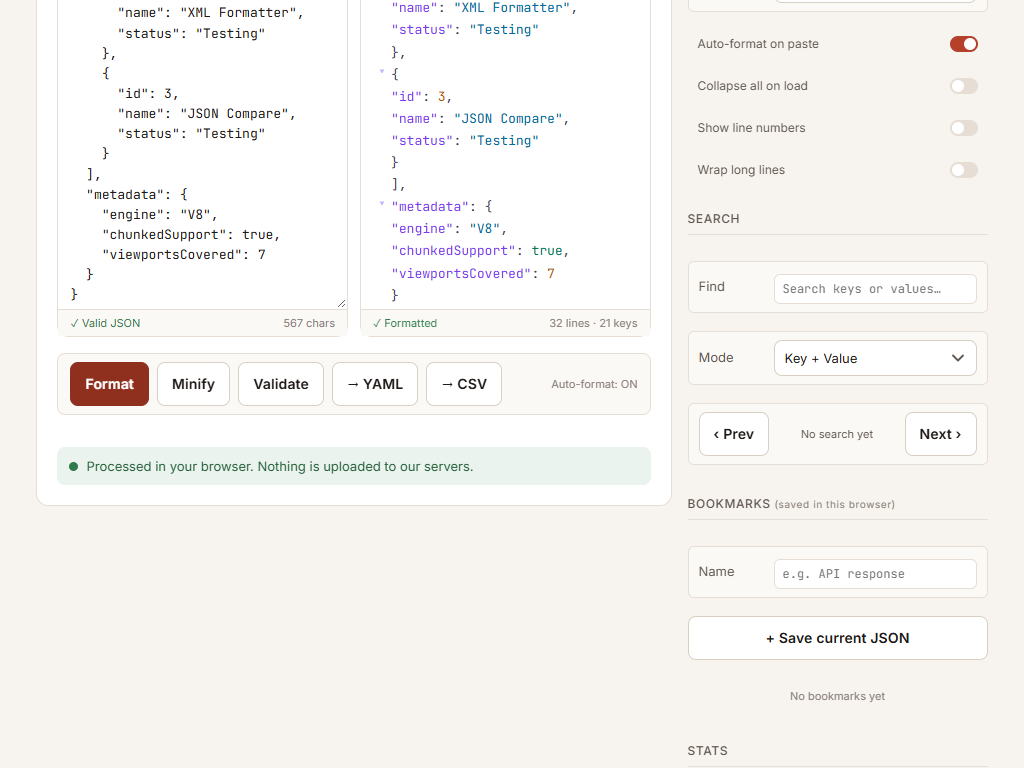 "name": "XML Formatter",
"status": "Testing"
},
{
"id": 3,
"name": "JSON Compare",
"status": "Testing"
}
],
"metadata": {
"engine": "V8",
"chunkedSupport": true,
"viewportsCovered": 7
}
}
✓ Valid JSON
567 chars
"name": "XML Formatter",
"status": "Testing"
},
{
"id": 3,
"name": "JSON Compare",
"status": "Testing"
}
],
"metadata": {
"engine": "V8",
"chunkedSupport": true,
"viewportsCovered": 7
}
✓ Formatted
32 lines · 21 keys
Format
Minify
Validate
→ YAML
→ CSV
Auto-format: ON
Processed in your browser. Nothing is uploaded to our servers.
Auto-format on paste
Collapse all on load
Show line numbers
Wrap long lines
SEARCH
Find
Search keys or values…
Mode
Key + Value
‹ Prev
No search yet
Next ›
BOOKMARKS (saved in this browser)
Name
e.g. API response
+ Save current JSON
No bookmarks yet
STATS